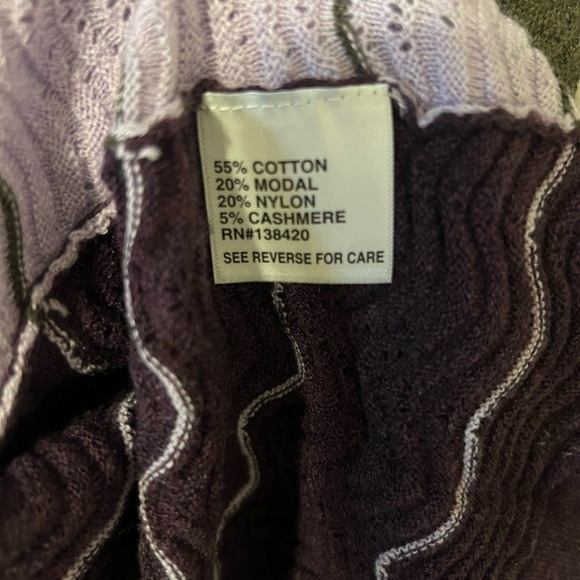 55% COTTON
20% MODAL
20% NYLON
5% CASHMERE
RN#138420
SEE REVERSE FOR CARE